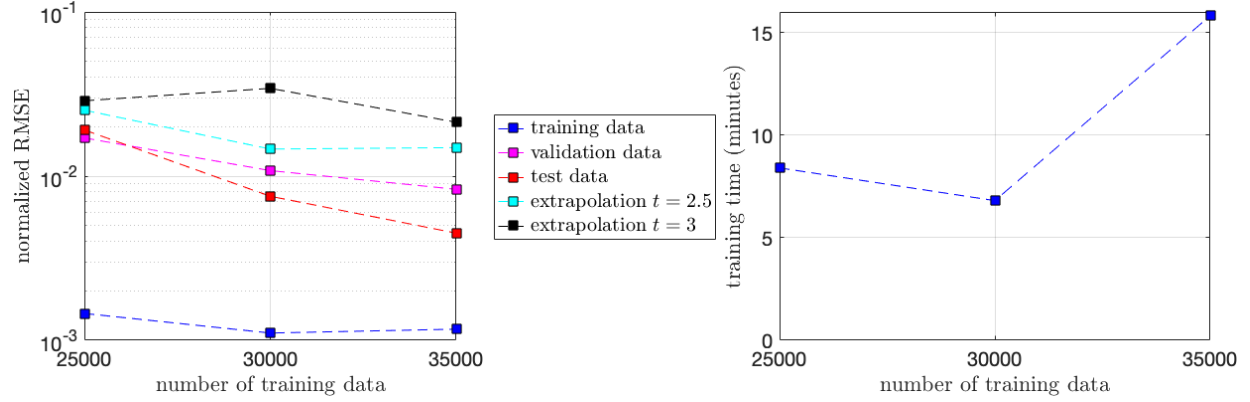 10^-1
10^-2
10^-3
normalized RMSE
25000 30000 35000
number of training data
training data
validation data
test data
extrapolation t = 2.5
extrapolation t = 3
15
10
5
0
training time (minutes)
25000 30000 35000
number of training data